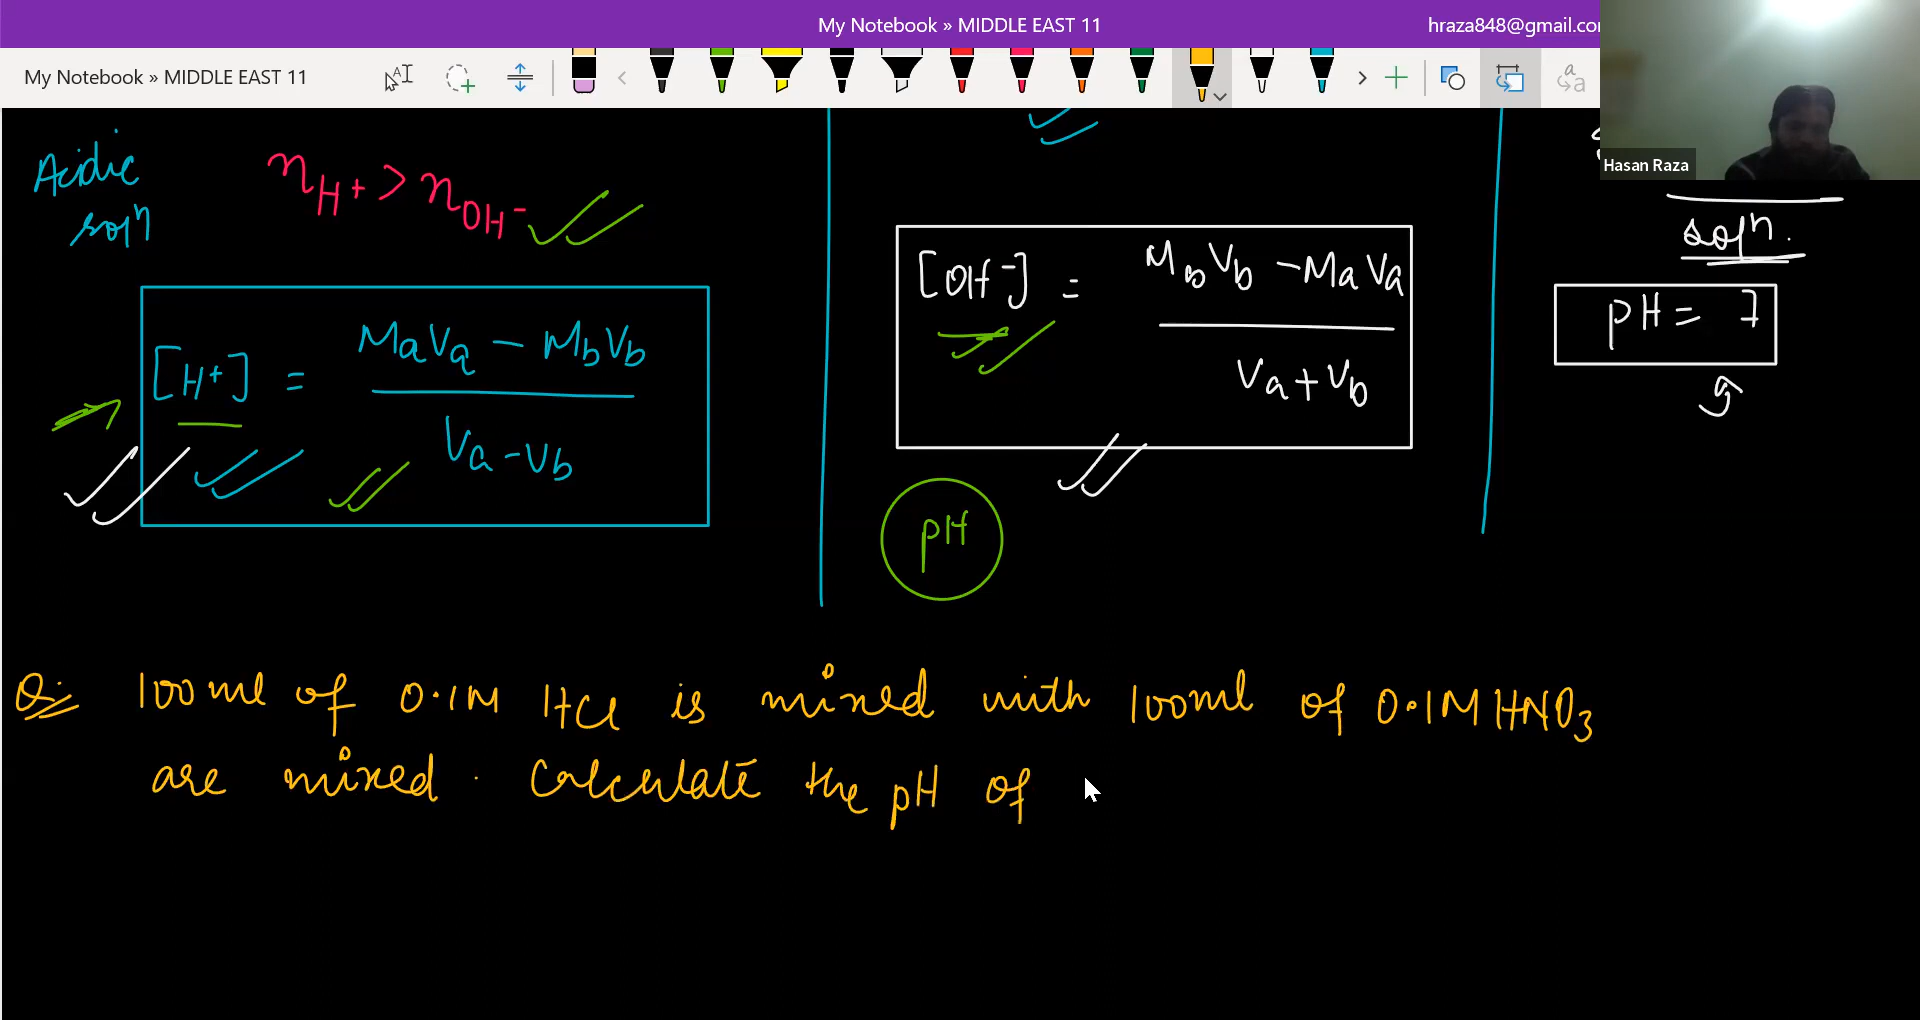 My Notebook » MIDDLE EAST 11
hraza848@gmail.co
My Notebook » MIDDLE EAST 11
Hasan Raza
Acidic
solⁿ
nH+ > nOH-
[H+] = MaVa - MbVb
Va - Vb
[OH-] = MbVb - MaVa
Va + Vb
pH
solⁿ.
pH = 7
Q:- 100ml of 0.1M HCl is mixed with 100ml of 0.1M HNO3
are mixed. Calculate the pH of